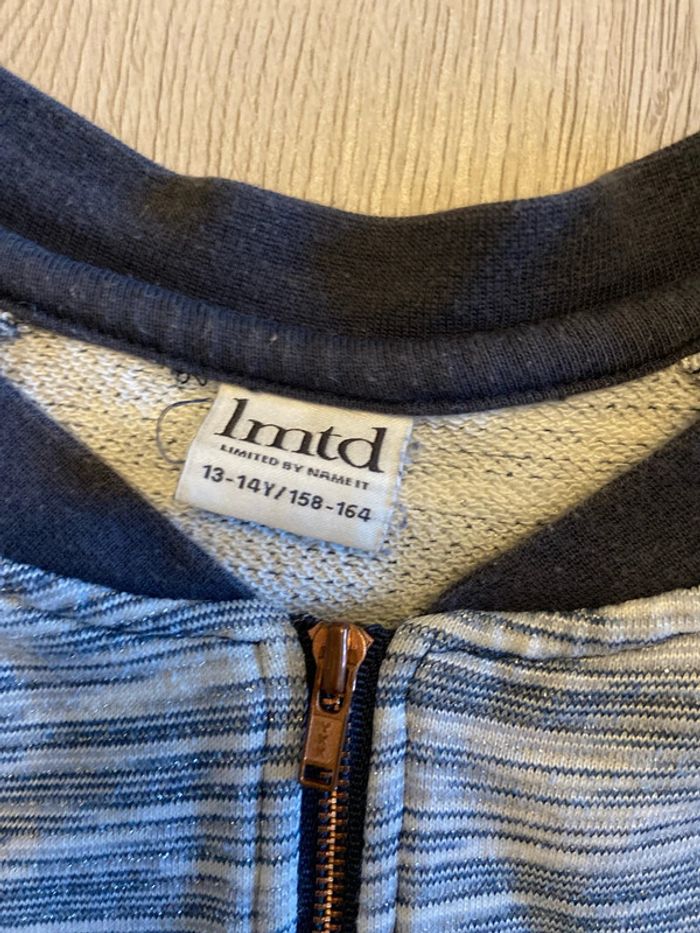 lmtd
LIMITED BY NAME IT
13-14Y/158-164